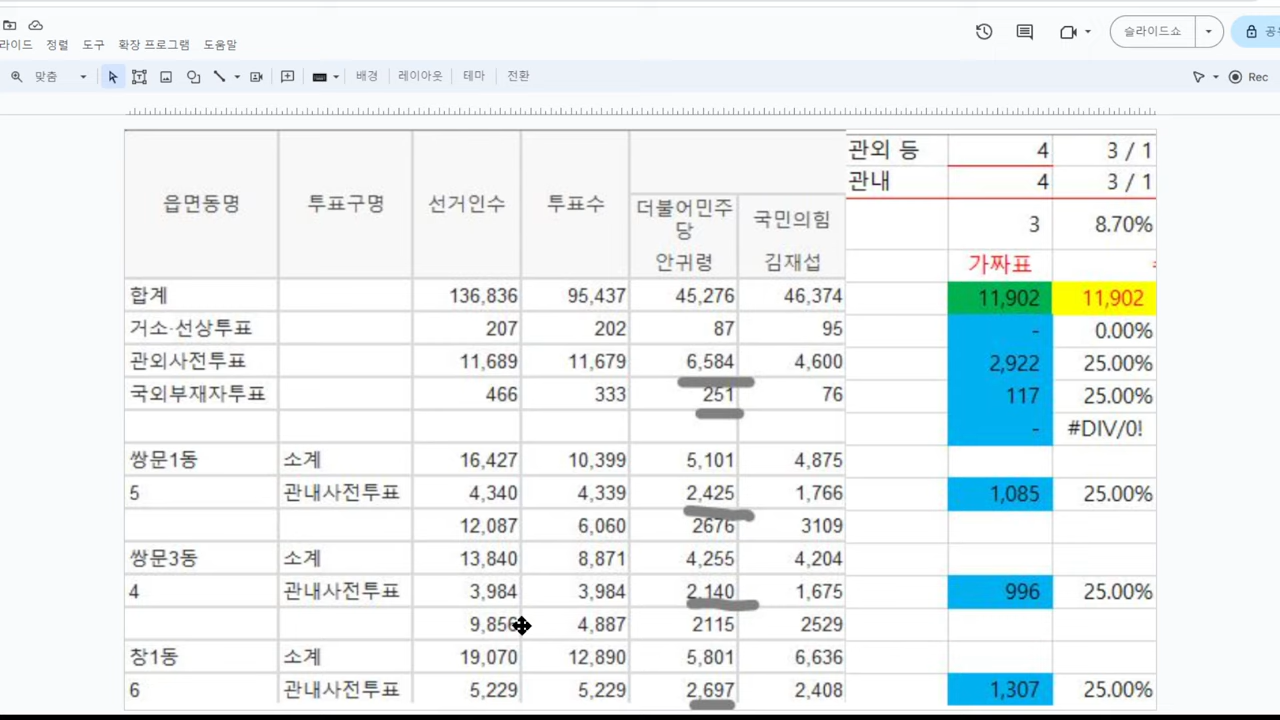 라이드 정렬 도구 확장 프로그램 도움말 슬라이드쇼
맞춤 배경 레이아웃 테마 전환 Rec
읍면동명 투표구명 선거인수 투표수 더불어민주당 안귀령 국민의힘 김재섭
관외 등 4 3 / 1
관내 4 3 / 1
3 8.70%
가짜표
합계 136,836 95,437 45,276 46,374 11,902 11,902
거소·선상투표 207 202 87 95 - 0.00%
관외사전투표 11,689 11,679 6,584 4,600 2,922 25.00%
국외부재자투표 466 333 251 76 117 25.00%
- #DIV/0!
쌍문1동 소계 16,427 10,399 5,101 4,875
5 관내사전투표 4,340 4,339 2,425 1,766 1,085 25.00%
12,087 6,060 2676 3109
쌍문3동 소계 13,840 8,871 4,255 4,204
4 관내사전투표 3,984 3,984 2,140 1,675 996 25.00%
9,856 4,887 2115 2529
창1동 소계 19,070 12,890 5,801 6,636
6 관내사전투표 5,229 5,229 2,697 2,408 1,307 25.00%